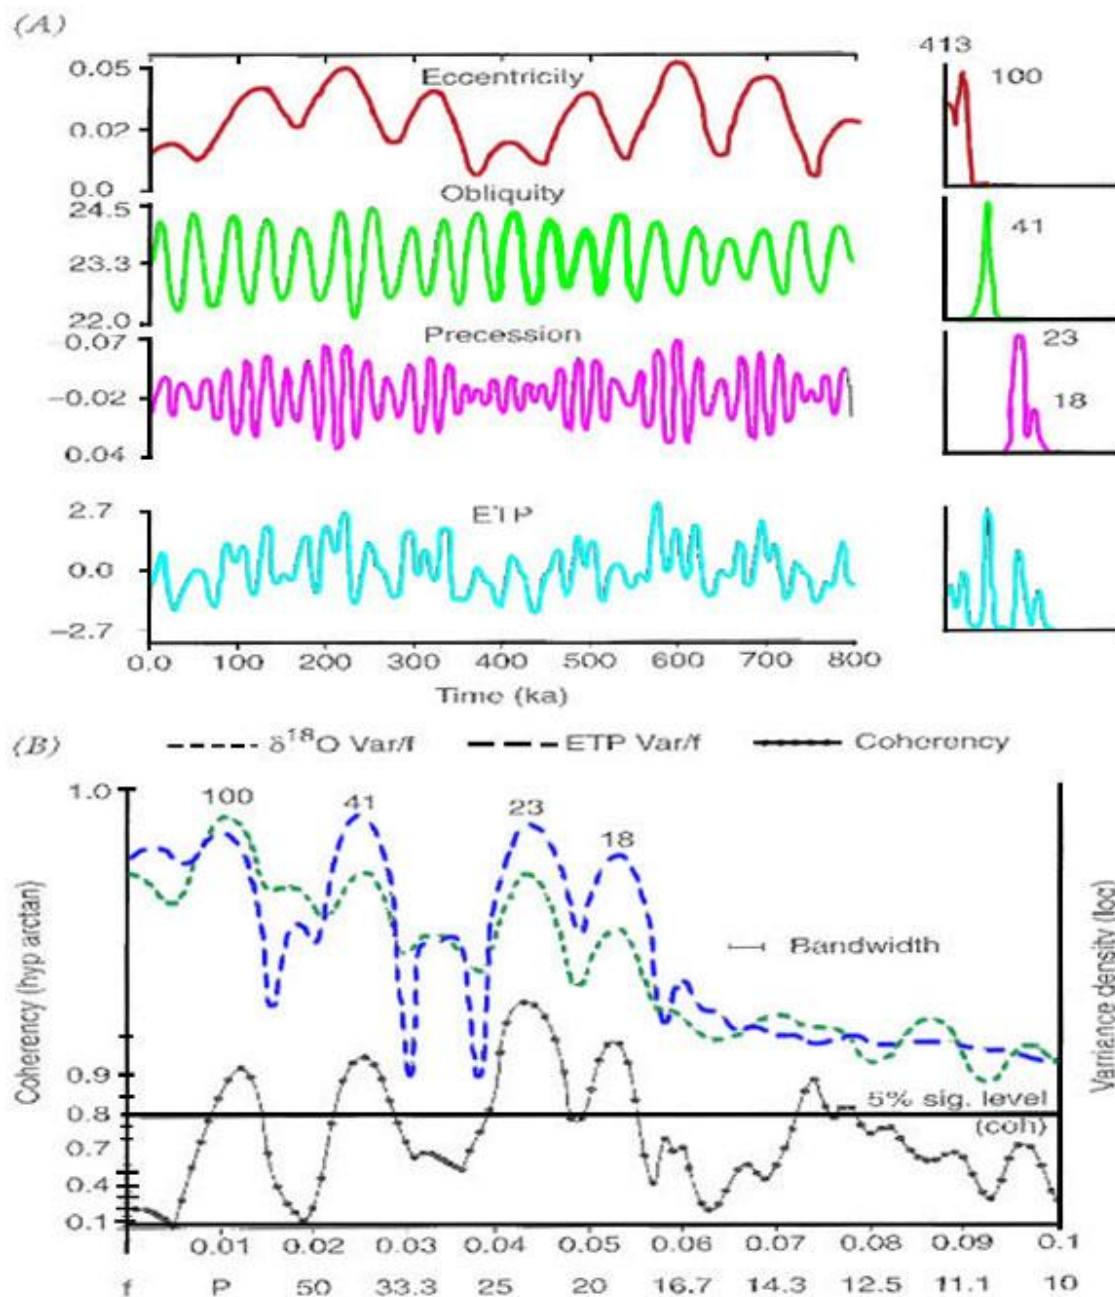 (A)
413
100
0.05
Eccentricity
0.02
0.0
Obliquity
24.5
41
23.3
22.0
Precession
−0.07
23
−0.02
18
0.04
2.7
ETP
0.0
−2.7
0.0 100 200 300 400 500 600 700 800
Time (ka)
(B)
δ¹⁸O Var/f ETP Var/f Coherency
1.0
100 41 23 18
Bandwidth
Coherency (hyp arctan)
Varriance density (loc)
0.9
0.8
5% sig. level
(coh)
0.7
0.4
0.1
0.01 0.02 0.03 0.04 0.05 0.06 0.07 0.08 0.09 0.1
f P 50 33.3 25 20 16.7 14.3 12.5 11.1 10